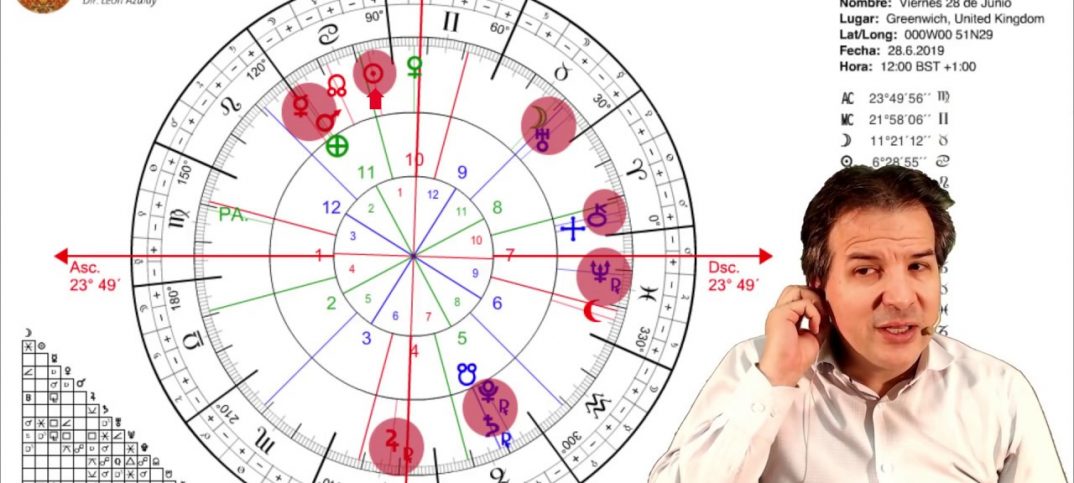 Dir. León Azulay
Nombre: Viernes 28 de Junio
Lugar: Greenwich, United Kingdom
Lat/Long: 000W00 51N29
Fecha: 28.6.2019
Hora: 12:00 BST +1:00
AC 23°49´56´´ ♍
MC 21°58´06´´ ♊
☽ 11°21´12´´ ♉
☉ 6°28´55´´ ♋
90°
60°
120°
30°
150°
0°
180°
330°
210°
300°
10
11
9
12
8
1
7
2
6
3
5
4
1
12
2
11
3
10
4
9
5
8
6
7
PA.
Asc.
23° 49´
Dsc.
23° 49´